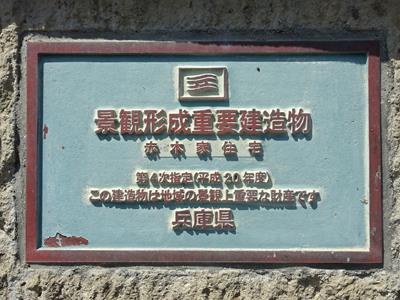 景観形成重要建造物
赤木家住宅
第4次指定(平成20年度)
この建造物は地域の景観上重要な財産です
兵庫県